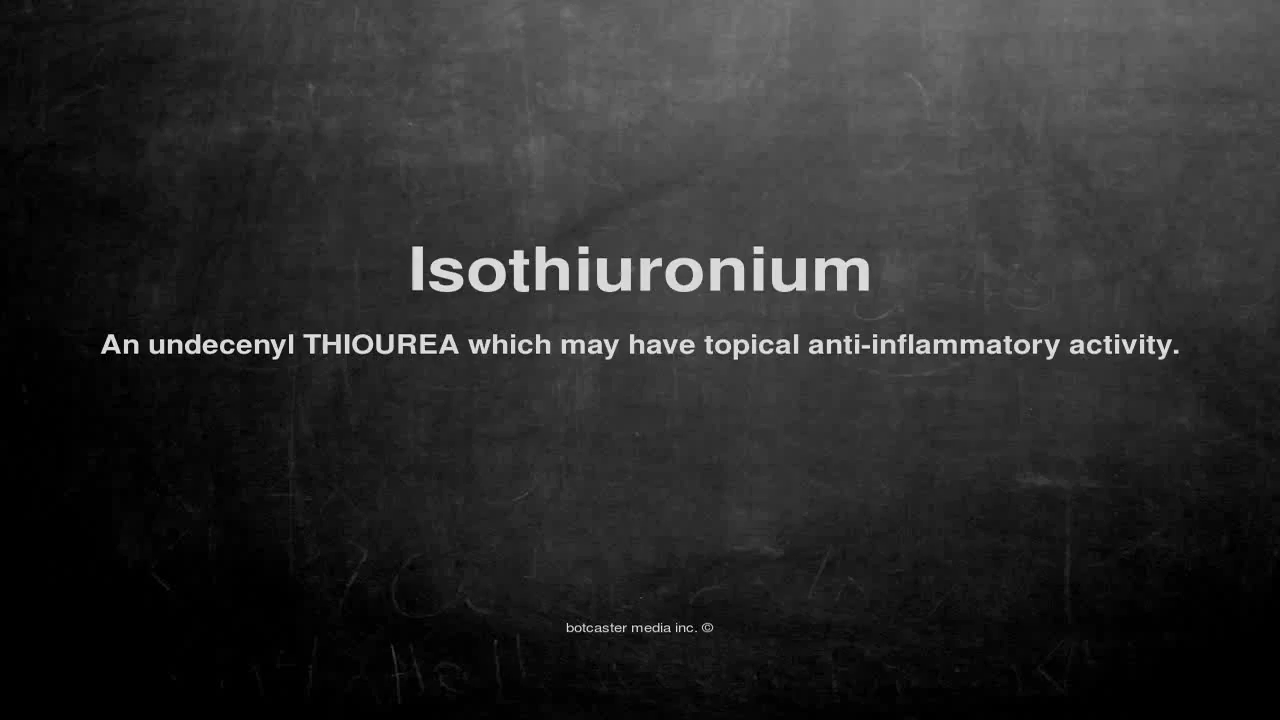 Isothiuronium
An undecenyl THIOUREA which may have topical anti-inflammatory activity.
botcaster media inc. ©